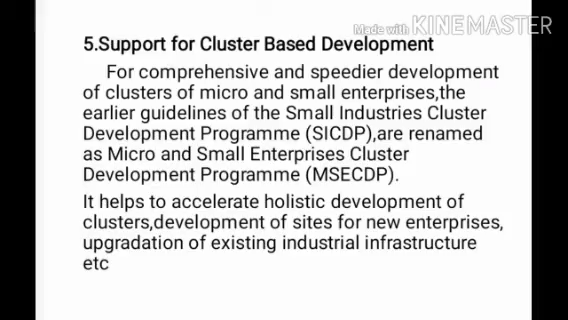 Made with KINEMASTER
5.Support for Cluster Based Development
For comprehensive and speedier development
of clusters of micro and small enterprises,the
earlier guidelines of the Small Industries Cluster
Development Programme (SICDP),are renamed
as Micro and Small Enterprises Cluster
Development Programme (MSECDP).
It helps to accelerate holistic development of
clusters,development of sites for new enterprises,
upgradation of existing industrial infrastructure
etc